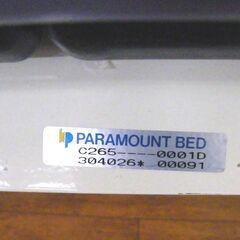 PARAMOUNT BED
C265----0001D
304026* 00091